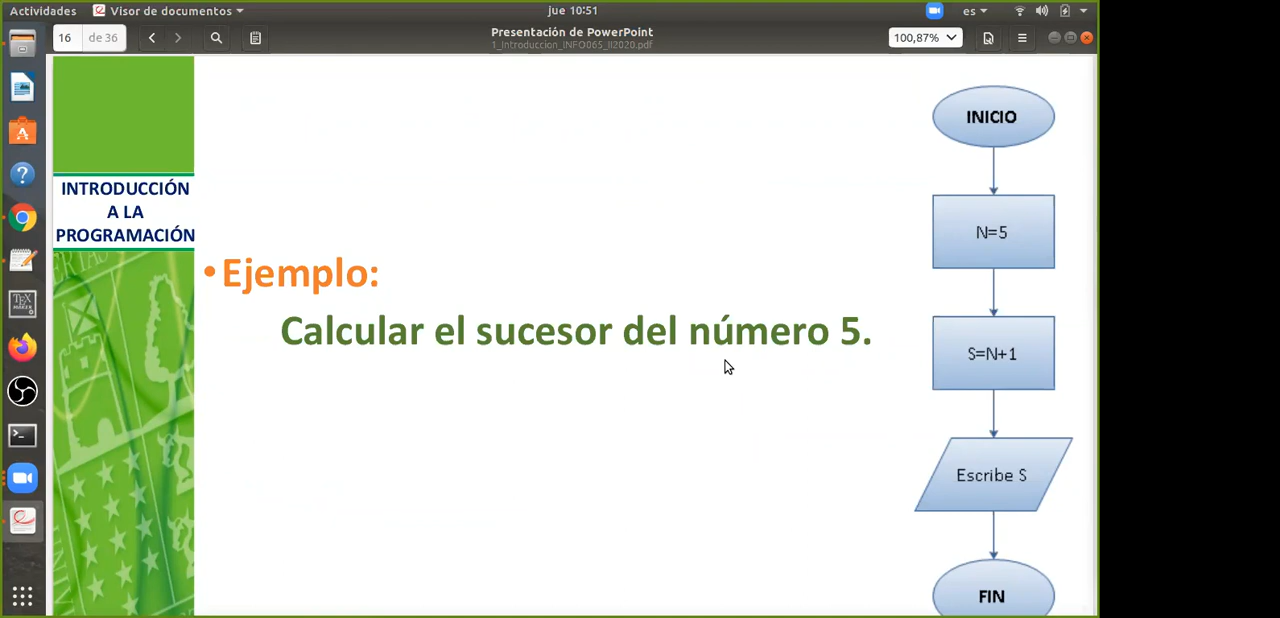 Actividades
Visor de documentos
jue 10:51
es
16
de 36
Presentación de PowerPoint
1_Introduccion_INFO065_II2020.pdf
100,87%
INTRODUCCIÓN
A LA
PROGRAMACIÓN
•Ejemplo:
Calcular el sucesor del número 5.
INICIO
N=5
S=N+1
Escribe S
FIN